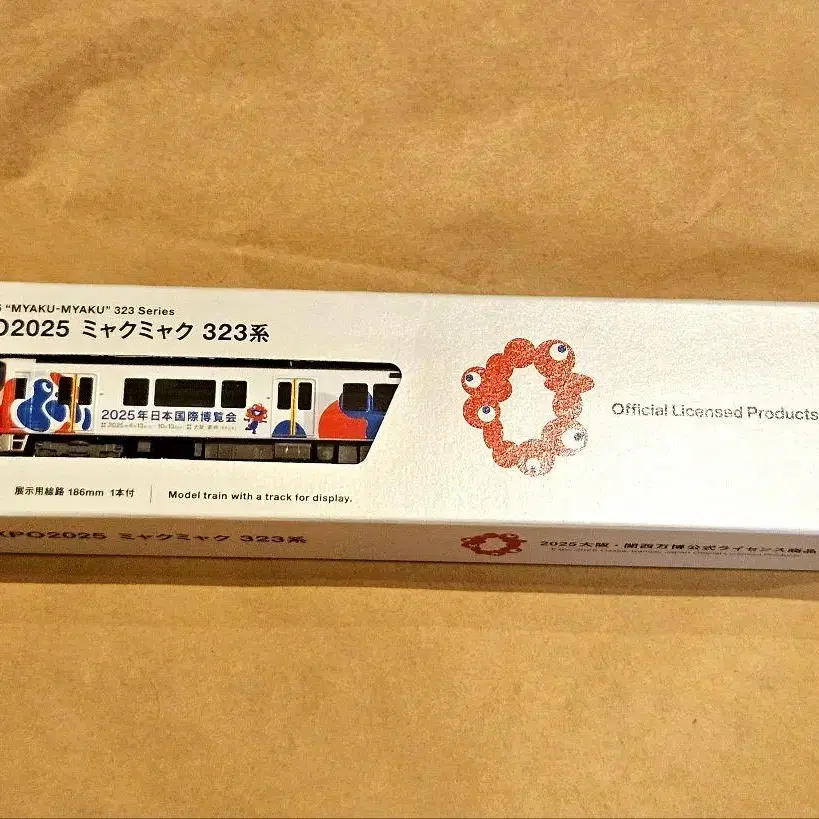 "MYAKU-MYAKU" 323 Series
O2025 ミャクミャク 323系
2025年日本国際博覧会
展示用線路 186mm 1本付
Model train with a track for display.
Official Licensed Products
XPO2025 ミャクミャク 323系
2025大阪・関西万博公式ライセンス商品